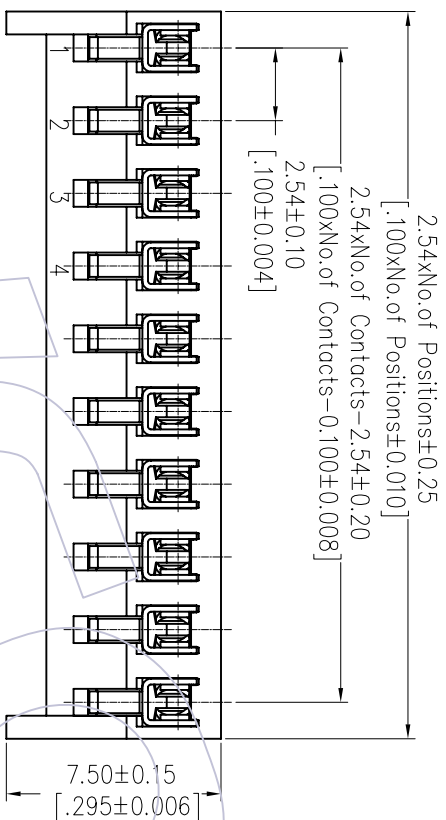 2.54xNo.of Positions±0.25
[.100xNo.of Positions±0.010]
2.54xNo.of Contacts-2.54±0.20
[.100xNo.of Contacts-0.100±0.008]
2.54±0.10
[.100±0.004]
1
2
3
4
7.50±0.15
[.295±0.006]